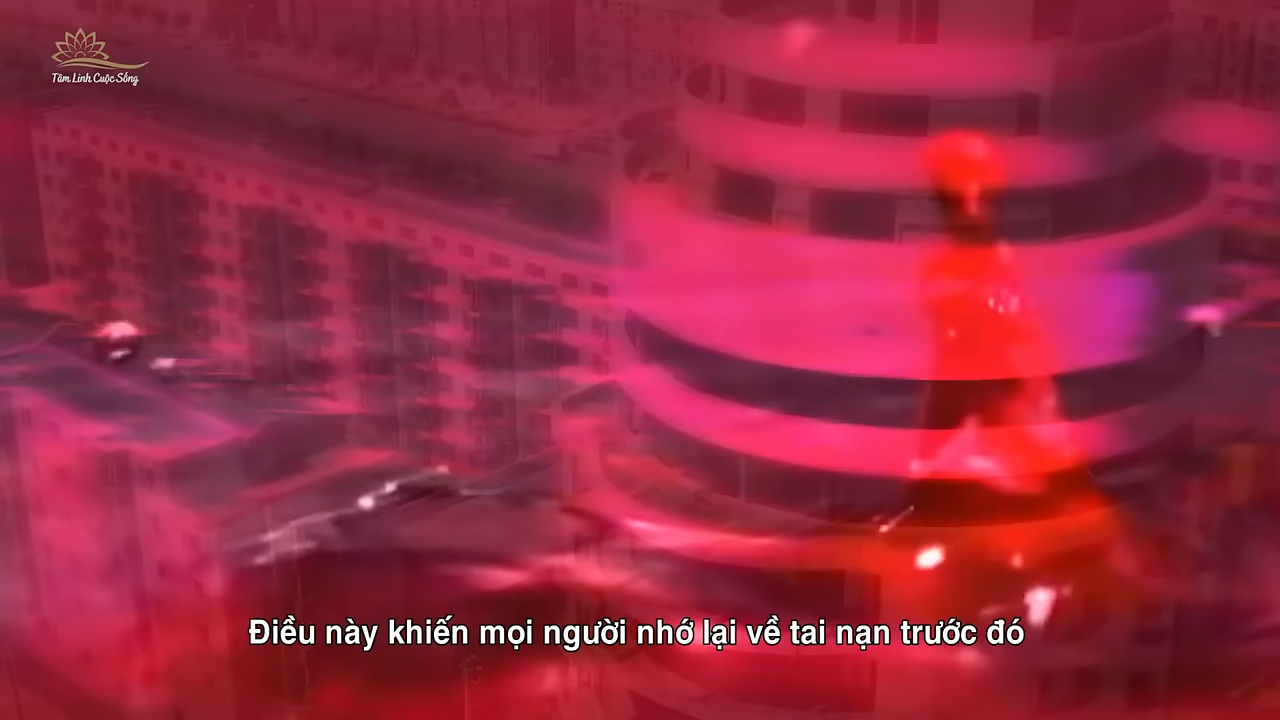 Tâm Linh Cuộc Sống
Điều này khiến mọi người nhớ lại về tai nạn trước đó